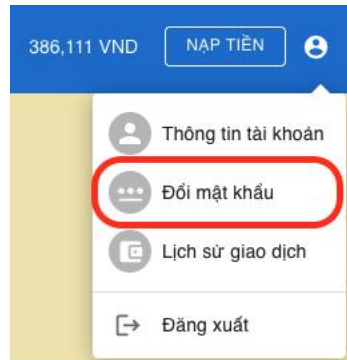 386,111 VND NẠP TIỀN
Thông tin tài khoản
Đổi mật khẩu
Lịch sử giao dịch
Đăng xuất